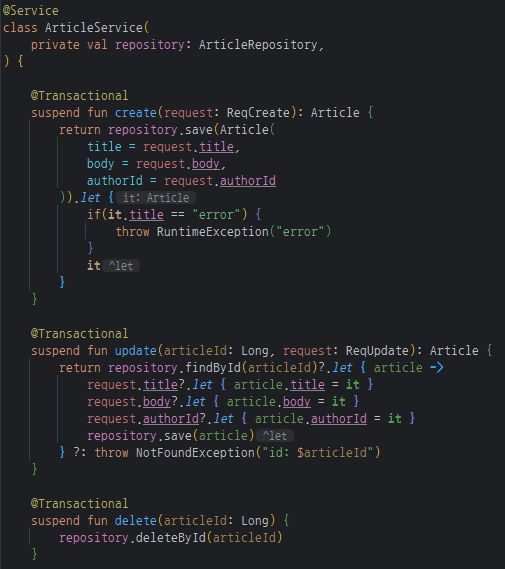 @Service
class ArticleService(
    private val repository: ArticleRepository,
) {

    @Transactional
    suspend fun create(request: ReqCreate): Article {
        return repository.save(Article(
            title = request.title,
            body = request.body,
            authorId = request.authorId
        )).let { it: Article
            if(it.title == "error") {
                throw RuntimeException("error")
            }
            it ^let
        }
    }

    @Transactional
    suspend fun update(articleId: Long, request: ReqUpdate): Article {
        return repository.findById(articleId)?.let { article ->
            request.title?.let { article.title = it }
            request.body?.let { article.body = it }
            request.authorId?.let { article.authorId = it }
            repository.save(article) ^let
        } ?: throw NotFoundException("id: $articleId")
    }

    @Transactional
    suspend fun delete(articleId: Long) {
        repository.deleteById(articleId)
    }